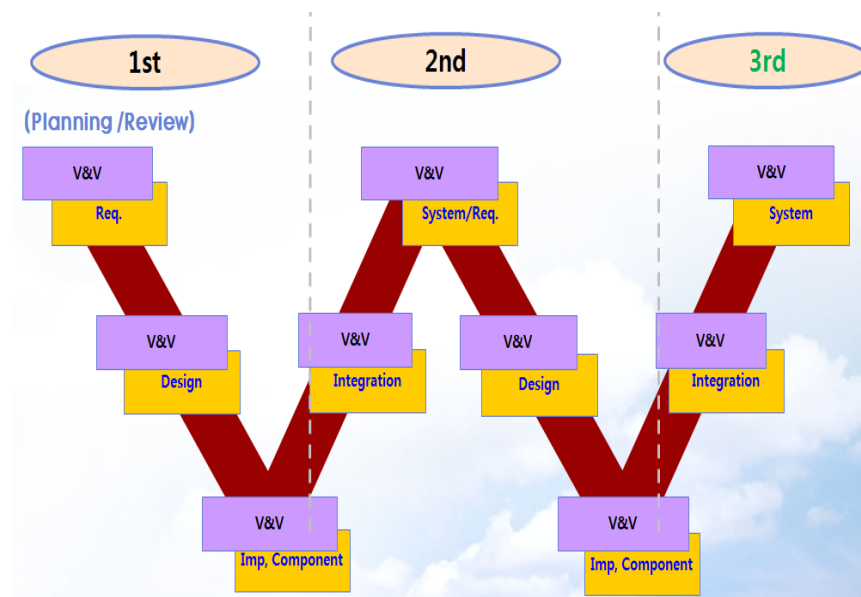 1st
2nd
3rd
(Planning /Review)
V&V
Req.
V&V
System/Req.
V&V
System
V&V
Design
V&V
Integration
V&V
Design
V&V
Integration
V&V
Imp, Component
V&V
Imp, Component